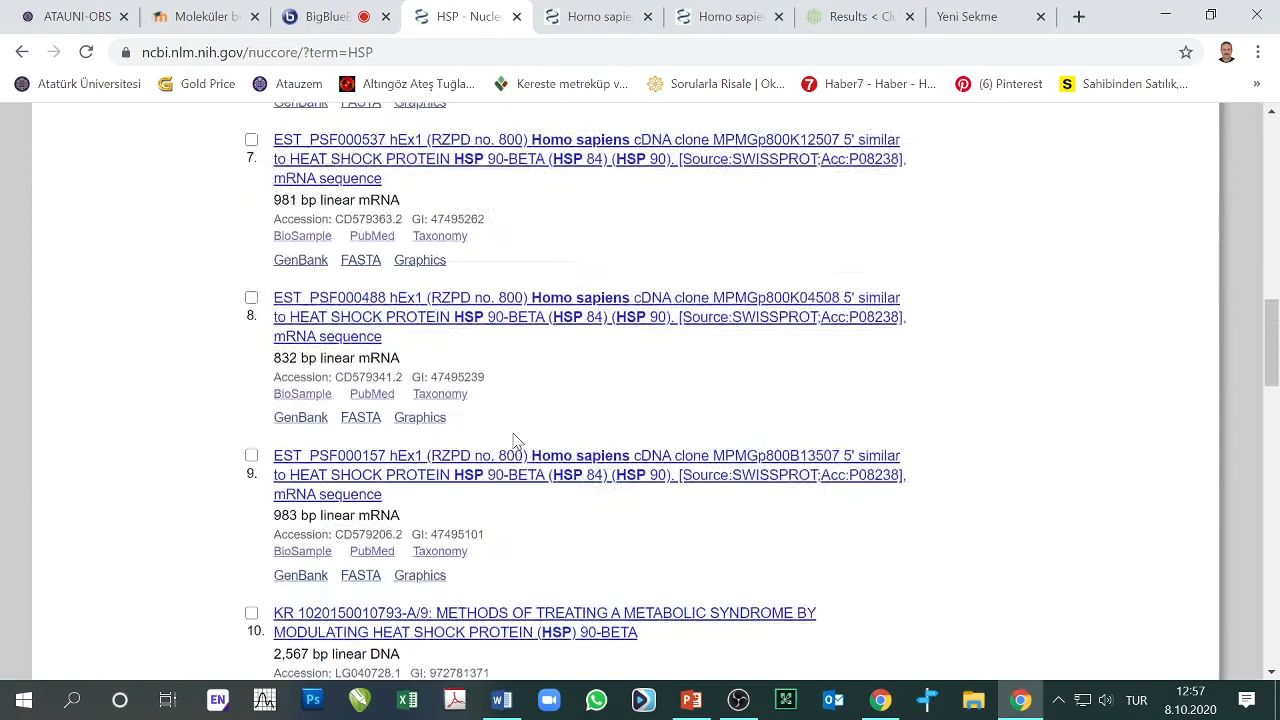 ATAUNI-OBS
Moleküler b
BigBlueB
HSP - Nucle
Homo sapie
Homo sapie
Results < Cl
Yeni Sekme
ncbi.nlm.nih.gov/nuccore/?term=HSP
Atatürk Üniversitesi
Gold Price
Atauzem
Altıngöz Ateş Tuğla...
Kereste metreküp v...
Sorularla Risale | Ok...
Haber7 - Haber - H...
(6) Pinterest
Sahibinden Satılık,...
GenBank FASTA Graphics
7. EST_PSF000537 hEx1 (RZPD no. 800) Homo sapiens cDNA clone MPMGp800K12507 5' similar
to HEAT SHOCK PROTEIN HSP 90-BETA (HSP 84) (HSP 90). [Source:SWISSPROT;Acc:P08238],
mRNA sequence
981 bp linear mRNA
Accession: CD579363.2 GI: 47495262
BioSample PubMed Taxonomy
GenBank FASTA Graphics
8. EST_PSF000488 hEx1 (RZPD no. 800) Homo sapiens cDNA clone MPMGp800K04508 5' similar
to HEAT SHOCK PROTEIN HSP 90-BETA (HSP 84) (HSP 90). [Source:SWISSPROT;Acc:P08238],
mRNA sequence
832 bp linear mRNA
Accession: CD579341.2 GI: 47495239
BioSample PubMed Taxonomy
GenBank FASTA Graphics
9. EST_PSF000157 hEx1 (RZPD no. 800) Homo sapiens cDNA clone MPMGp800B13507 5' similar
to HEAT SHOCK PROTEIN HSP 90-BETA (HSP 84) (HSP 90). [Source:SWISSPROT;Acc:P08238],
mRNA sequence
983 bp linear mRNA
Accession: CD579206.2 GI: 47495101
BioSample PubMed Taxonomy
GenBank FASTA Graphics
10. KR 1020150010793-A/9: METHODS OF TREATING A METABOLIC SYNDROME BY
MODULATING HEAT SHOCK PROTEIN (HSP) 90-BETA
2,567 bp linear DNA
Accession: LG040728.1 GI: 972781371
EN
TUR
12:57
8.10.2020